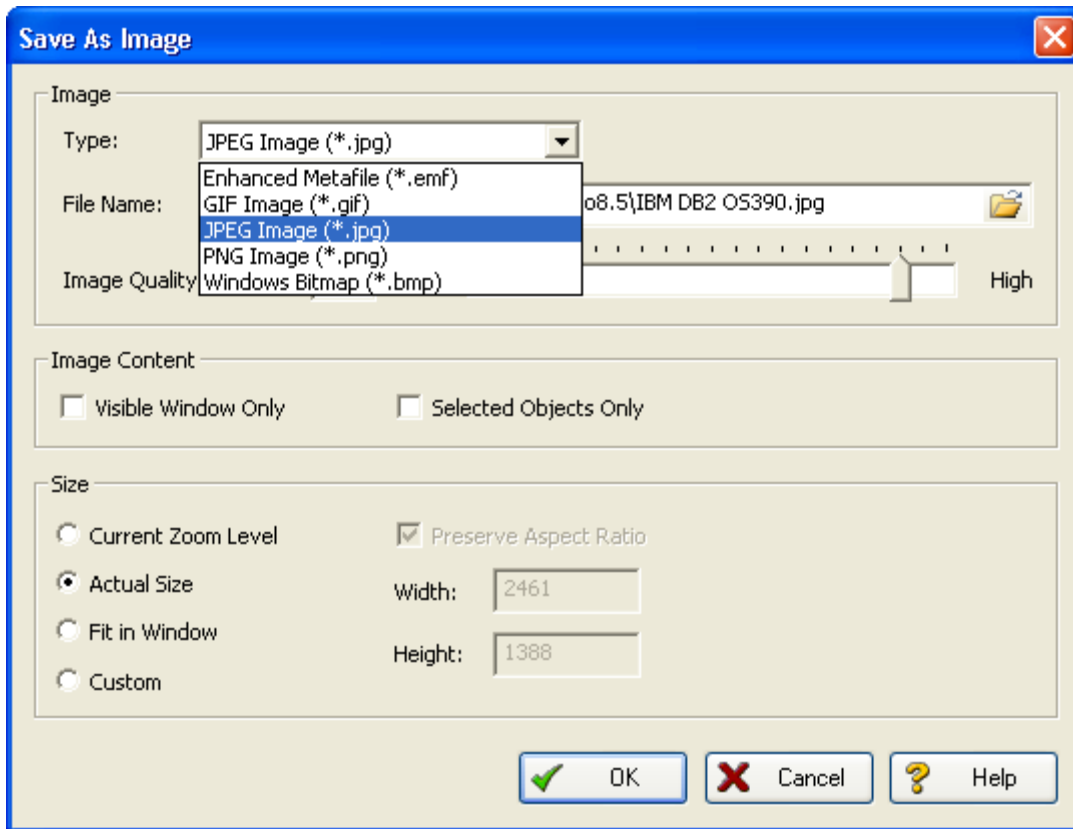 Save As Image
Image
Type:
JPEG Image (*.jpg)
Enhanced Metafile (*.emf)
GIF Image (*.gif)
JPEG Image (*.jpg)
PNG Image (*.png)
Windows Bitmap (*.bmp)
File Name:
o8.5\IBM DB2 OS390.jpg
Image Quality
High
Image Content
Visible Window Only
Selected Objects Only
Size
Current Zoom Level
Preserve Aspect Ratio
Actual Size
Width:
2461
Fit in Window
Height:
1388
Custom
OK
Cancel
Help